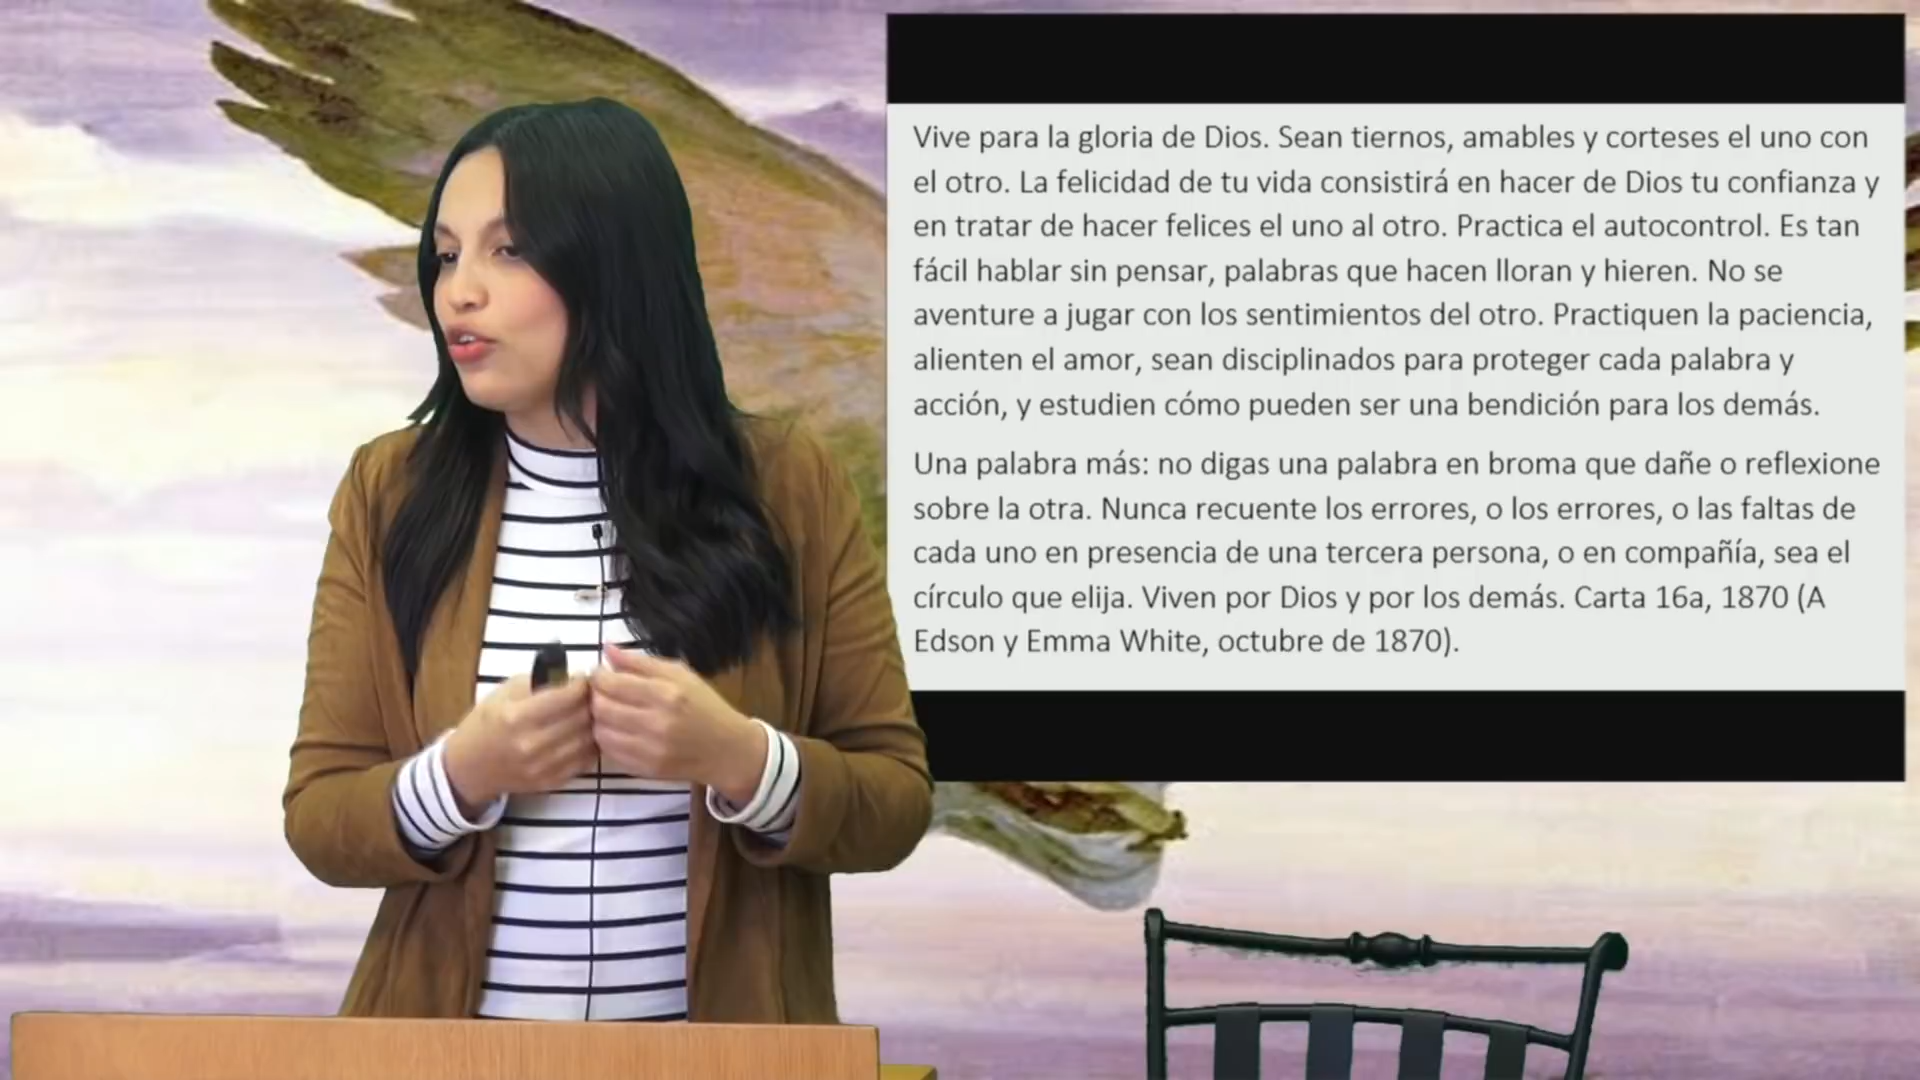 Vive para la gloria de Dios. Sean tiernos, amables y corteses el uno con
el otro. La felicidad de tu vida consistirá en hacer de Dios tu confianza y
en tratar de hacer felices el uno al otro. Practica el autocontrol. Es tan
fácil hablar sin pensar, palabras que hacen lloran y hieren. No se
aventure a jugar con los sentimientos del otro. Practiquen la paciencia,
alienten el amor, sean disciplinados para proteger cada palabra y
acción, y estudien cómo pueden ser una bendición para los demás.
Una palabra más: no digas una palabra en broma que dañe o reflexione
sobre la otra. Nunca recuente los errores, o los errores, o las faltas de
cada uno en presencia de una tercera persona, o en compañía, sea el
círculo que elija. Viven por Dios y por los demás. Carta 16a, 1870 (A
Edson y Emma White, octubre de 1870).